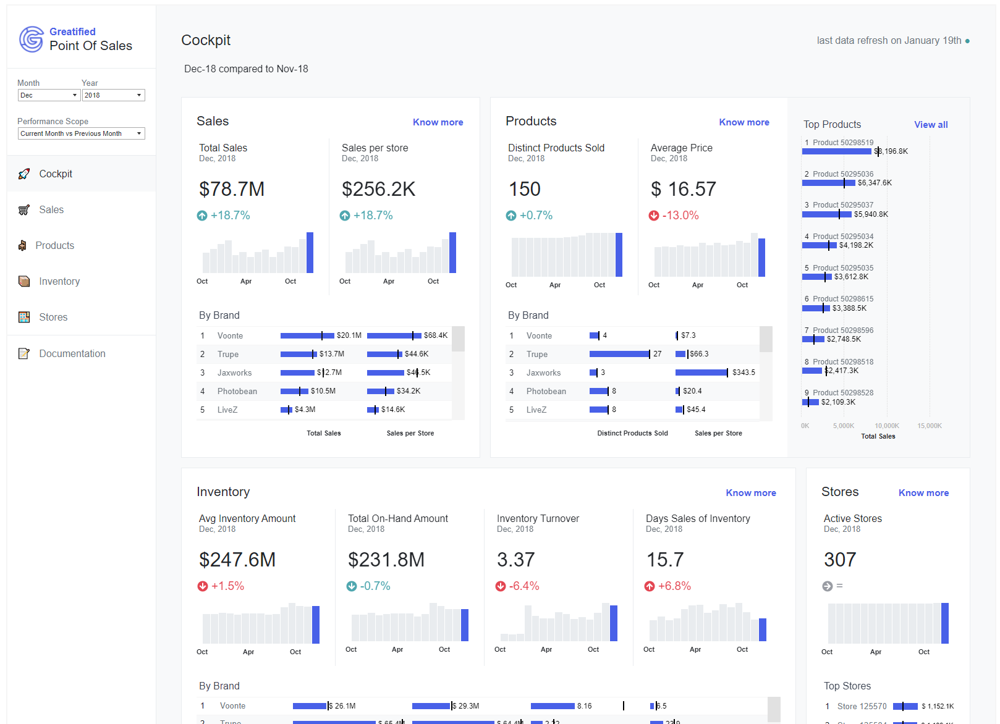 Greatified
Point Of Sales
Month
Year
Dec
2018
Performance Scope
Current Month vs Previous Month
Cockpit
Sales
Products
Inventory
Stores
Documentation
Cockpit
last data refresh on January 19th
Dec-18 compared to Nov-18
Sales
Know more
Total Sales
Dec, 2018
$78.7M
+18.7%
Oct Apr Oct
Sales per store
Dec, 2018
$256.2K
+18.7%
Oct Apr Oct
By Brand
1 Voonte $20.1M $68.4K
2 Trupe $13.7M $44.6K
3 Jaxworks $12.7M $46.5K
4 Photobean $10.5M $34.2K
5 LiveZ $4.3M $14.6K
Total Sales Sales per Store
Products
Know more
Distinct Products Sold
Dec, 2018
150
+0.7%
Oct Apr Oct
Average Price
Dec, 2018
$ 16.57
-13.0%
Oct Apr Oct
By Brand
1 Voonte 4 $7.3
2 Trupe 27 $66.3
3 Jaxworks 3 $343.5
4 Photobean 8 $20.4
5 LiveZ 8 $45.4
Distinct Products Sold Sales per Store
Top Products
View all
1 Product 50298519
$8,196.8K
2 Product 50295036
$6,347.6K
3 Product 50295037
$5,940.8K
4 Product 50295034
$4,198.2K
5 Product 50295035
$3,612.8K
6 Product 50298615
$3,388.5K
7 Product 50298596
$2,748.5K
8 Product 50298518
$2,417.3K
9 Product 50298528
$2,109.3K
0K 5,000K 10,000K 15,000K
Total Sales
Inventory
Know more
Avg Inventory Amount
Dec, 2018
$247.6M
+1.5%
Oct Apr Oct
Total On-Hand Amount
Dec, 2018
$231.8M
-0.7%
Oct Apr Oct
Inventory Turnover
Dec, 2018
3.37
-6.4%
Oct Apr Oct
Days Sales of Inventory
Dec, 2018
15.7
+6.8%
Oct Apr Oct
By Brand
1 Voonte $ 26.1M $ 29.3M 8.16 6.5
2 Trupe
Stores
Know more
Active Stores
Dec, 2018
307
=
Oct Apr Oct
Top Stores
1 Store 125570 $ 1,152.1K